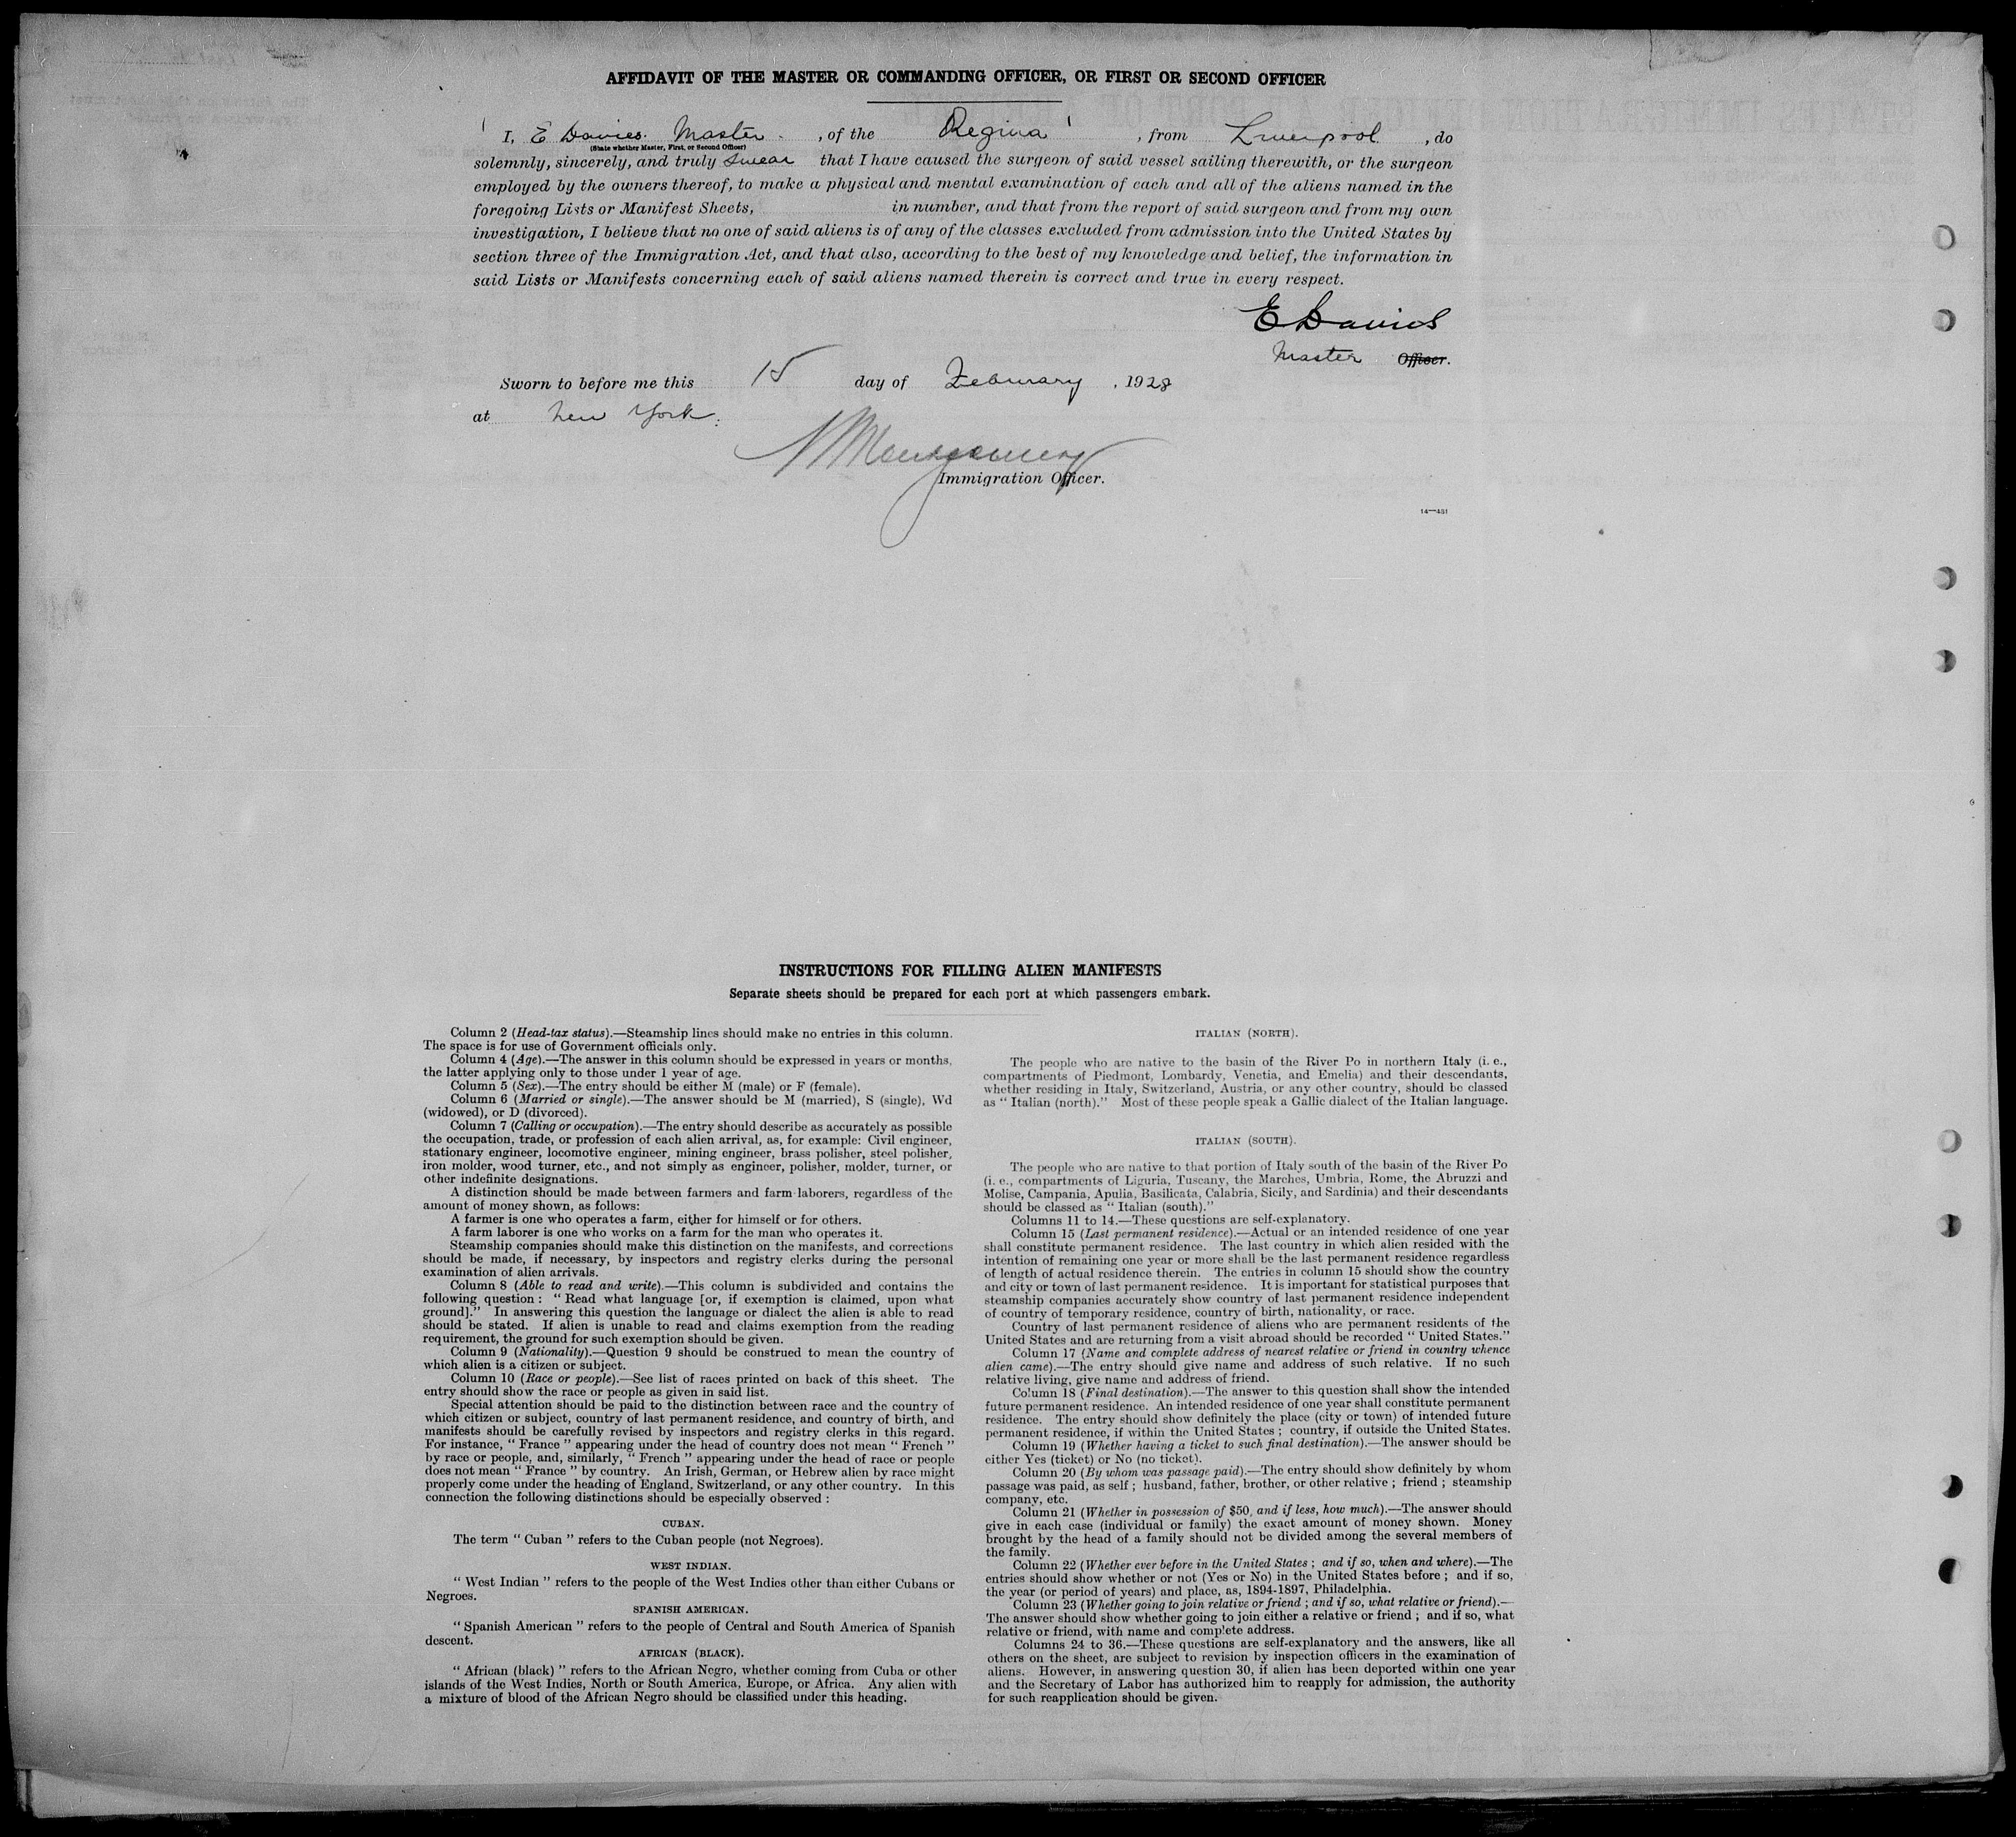 AFFIDAVIT OF THE MASTER OR COMMANDING OFFICER, OR FIRST OR SECOND OFFICER
I, E Davies. Master , of the Regina , from Liverpool. , do
(State whether Master, First, or Second Officer)
solemnly, sincerely, and truly swear that I have caused the surgeon of said vessel sailing therewith, or the surgeon
employed by the owners thereof, to make a physical and mental examination of each and all of the aliens named in the
foregoing Lists or Manifest Sheets, in number, and that from the report of said surgeon and from my own
investigation, I believe that no one of said aliens is of any of the classes excluded from admission into the United States by
section three of the Immigration Act, and that also, according to the best of my knowledge and belief, the information in
said Lists or Manifests concerning each of said aliens named therein is correct and true in every respect.
E Davies
Master Officer.
Sworn to before me this 15 day of February , 1928
at New York.
Montgomery
Immigration Officer.
14—431
INSTRUCTIONS FOR FILLING ALIEN MANIFESTS
Separate sheets should be prepared for each port at which passengers embark.
Column 2 (Head-tax status).—Steamship lines should make no entries in this column.
The space is for use of Government officials only.
Column 4 (Age).—The answer in this column should be expressed in years or months,
the latter applying only to those under 1 year of age.
Column 5 (Sex).—The entry should be either M (male) or F (female).
Column 6 (Married or single).—The answer should be M (married), S (single), Wd
(widowed), or D (divorced).
Column 7 (Calling or occupation).—The entry should describe as accurately as possible
the occupation, trade, or profession of each alien arrival, as, for example: Civil engineer,
stationary engineer, locomotive engineer, mining engineer, brass polisher, steel polisher,
iron molder, wood turner, etc., and not simply as engineer, polisher, molder, turner, or
other indefinite designations.
A distinction should be made between farmers and farm laborers, regardless of the
amount of money shown, as follows:
A farmer is one who operates a farm, either for himself or for others.
A farm laborer is one who works on a farm for the man who operates it.
Steamship companies should make this distinction on the manifests, and corrections
should be made, if necessary, by inspectors and registry clerks during the personal
examination of alien arrivals.
Column 8 (Able to read and write).—This column is subdivided and contains the
following question : “ Read what language [or, if exemption is claimed, upon what
ground].” In answering this question the language or dialect the alien is able to read
should be stated. If alien is unable to read and claims exemption from the reading
requirement, the ground for such exemption should be given.
Column 9 (Nationality).—Question 9 should be construed to mean the country of
which alien is a citizen or subject.
Column 10 (Race or people).—See list of races printed on back of this sheet. The
entry should show the race or people as given in said list.
Special attention should be paid to the distinction between race and the country of
which citizen or subject, country of last permanent residence, and country of birth, and
manifests should be carefully revised by inspectors and registry clerks in this regard.
For instance, “ France ” appearing under the head of country does not mean “ French ”
by race or people, and, similarly, “ French ” appearing under the head of race or people
does not mean “ France ” by country. An Irish, German, or Hebrew alien by race might
properly come under the heading of England, Switzerland, or any other country. In this
connection the following distinctions should be especially observed :
CUBAN.
The term “ Cuban ” refers to the Cuban people (not Negroes).
WEST INDIAN.
“ West Indian ” refers to the people of the West Indies other than either Cubans or
Negroes.
SPANISH AMERICAN.
“ Spanish American ” refers to the people of Central and South America of Spanish
descent.
AFRICAN (BLACK).
“ African (black) ” refers to the African Negro, whether coming from Cuba or other
islands of the West Indies, North or South America, Europe, or Africa. Any alien with
a mixture of blood of the African Negro should be classified under this heading.
ITALIAN (NORTH).
The people who are native to the basin of the River Po in northern Italy (i. e.,
compartments of Piedmont, Lombardy, Venetia, and Emelia) and their descendants,
whether residing in Italy, Switzerland, Austria, or any other country, should be classed
as “ Italian (north).” Most of these people speak a Gallic dialect of the Italian language.
ITALIAN (SOUTH).
The people who are native to that portion of Italy south of the basin of the River Po
(i. e., compartments of Liguria, Tuscany, the Marches, Umbria, Rome, the Abruzzi and
Molise, Campania, Apulia, Basilicata, Calabria, Sicily, and Sardinia) and their descendants
should be classed as “ Italian (south).”
Columns 11 to 14.—These questions are self-explanatory.
Column 15 (Last permanent residence).—Actual or an intended residence of one year
shall constitute permanent residence. The last country in which alien resided with the
intention of remaining one year or more shall be the last permanent residence regardless
of length of actual residence therein. The entries in column 15 should show the country
and city or town of last permanent residence. It is important for statistical purposes that
steamship companies accurately show country of last permanent residence independent
of country of temporary residence, country of birth, nationality, or race.
Country of last permanent residence of aliens who are permanent residents of the
United States and are returning from a visit abroad should be recorded “ United States.”
Column 17 (Name and complete address of nearest relative or friend in country whence
alien came).—The entry should give name and address of such relative. If no such
relative living, give name and address of friend.
Column 18 (Final destination).—The answer to this question shall show the intended
future permanent residence. An intended residence of one year shall constitute permanent
residence. The entry should show definitely the place (city or town) of intended future
permanent residence, if within the United States ; country, if outside the United States.
Column 19 (Whether having a ticket to such final destination).—The answer should be
either Yes (ticket) or No (no ticket).
Column 20 (By whom was passage paid).—The entry should show definitely by whom
passage was paid, as self ; husband, father, brother, or other relative ; friend ; steamship
company, etc.
Column 21 (Whether in possession of $50, and if less, how much).—The answer should
give in each case (individual or family) the exact amount of money shown. Money
brought by the head of a family should not be divided among the several members of
the family.
Column 22 (Whether ever before in the United States ; and if so, when and where).—The
entries should show whether or not (Yes or No) in the United States before ; and if so,
the year (or period of years) and place, as, 1894-1897, Philadelphia.
Column 23 (Whether going to join relative or friend ; and if so, what relative or friend).—
The answer should show whether going to join either a relative or friend ; and if so, what
relative or friend, with name and complete address.
Columns 24 to 36.—These questions are self-explanatory and the answers, like all
others on the sheet, are subject to revision by inspection officers in the examination of
aliens. However, in answering question 30, if alien has been deported within one year
and the Secretary of Labor has authorized him to reapply for admission, the authority
for such reapplication should be given.